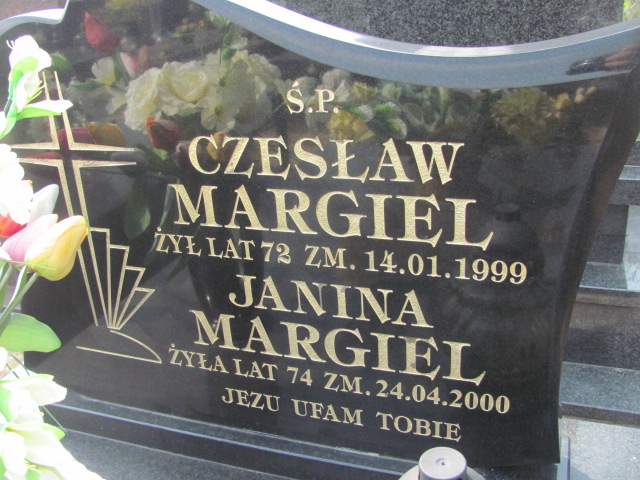 Ś.P.
CZESŁAW
MARGIEL
ŻYŁ LAT 72 ZM. 14.01.1999
JANINA
MARGIEL
ŻYŁA LAT 74 ZM. 24.04.2000
JEZU UFAM TOBIE